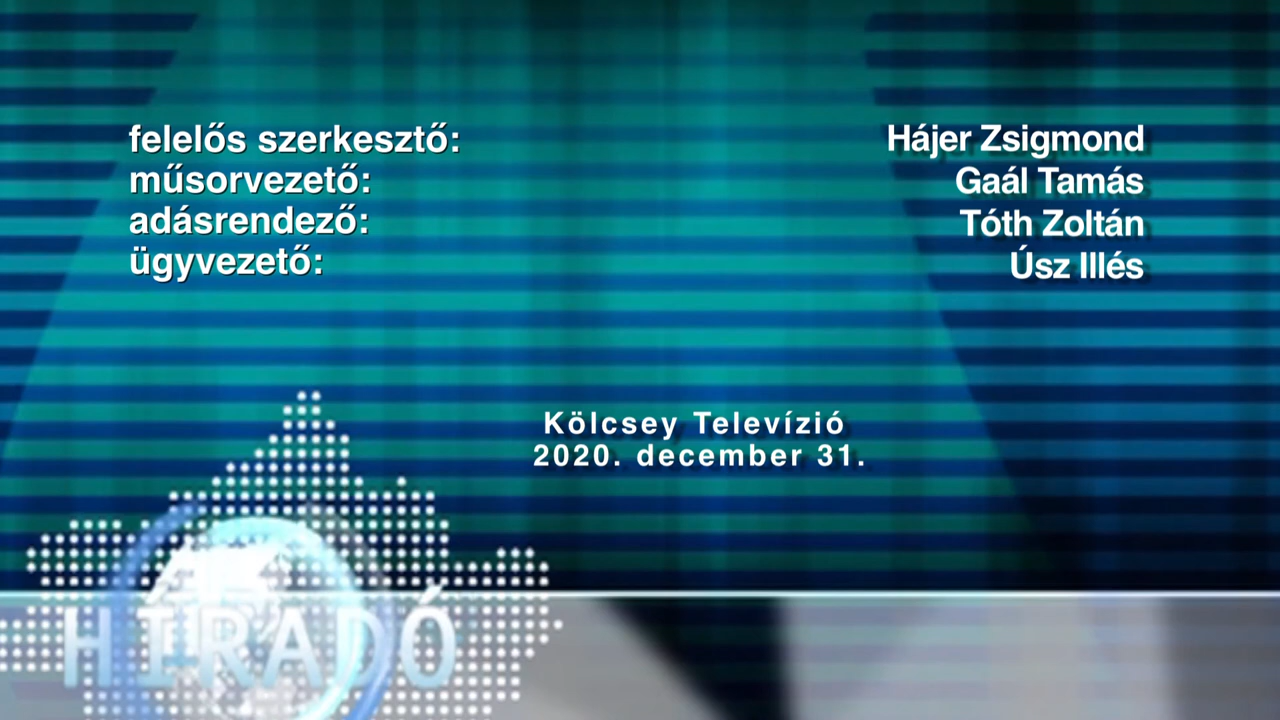 felelős szerkesztő: Hájer Zsigmond
műsorvezető: Gaál Tamás
adásrendező: Tóth Zoltán
ügyvezető: Úsz Illés
Kölcsey Televízió
2020. december 31.
HÍRADÓ